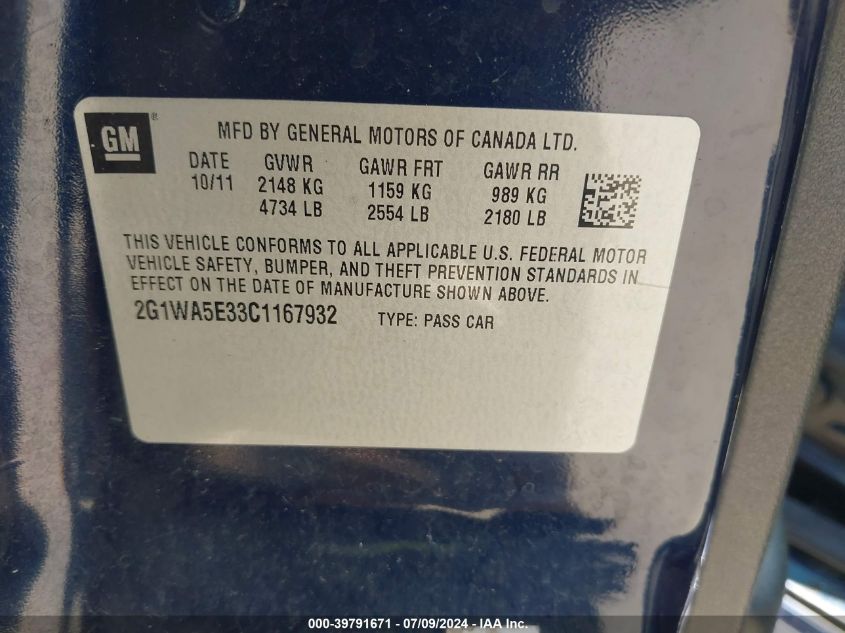 GM®
MFD BY GENERAL MOTORS OF CANADA LTD.
DATE GVWR GAWR FRT GAWR RR
10/11 2148 KG 1159 KG 989 KG
4734 LB 2554 LB 2180 LB
THIS VEHICLE CONFORMS TO ALL APPLICABLE U.S. FEDERAL MOTOR
VEHICLE SAFETY, BUMPER, AND THEFT PREVENTION STANDARDS IN
EFFECT ON THE DATE OF MANUFACTURE SHOWN ABOVE.
2G1WA5E33C1167932 TYPE: PASS CAR
000-39791671 / 07/09/2024 - IAA Inc.